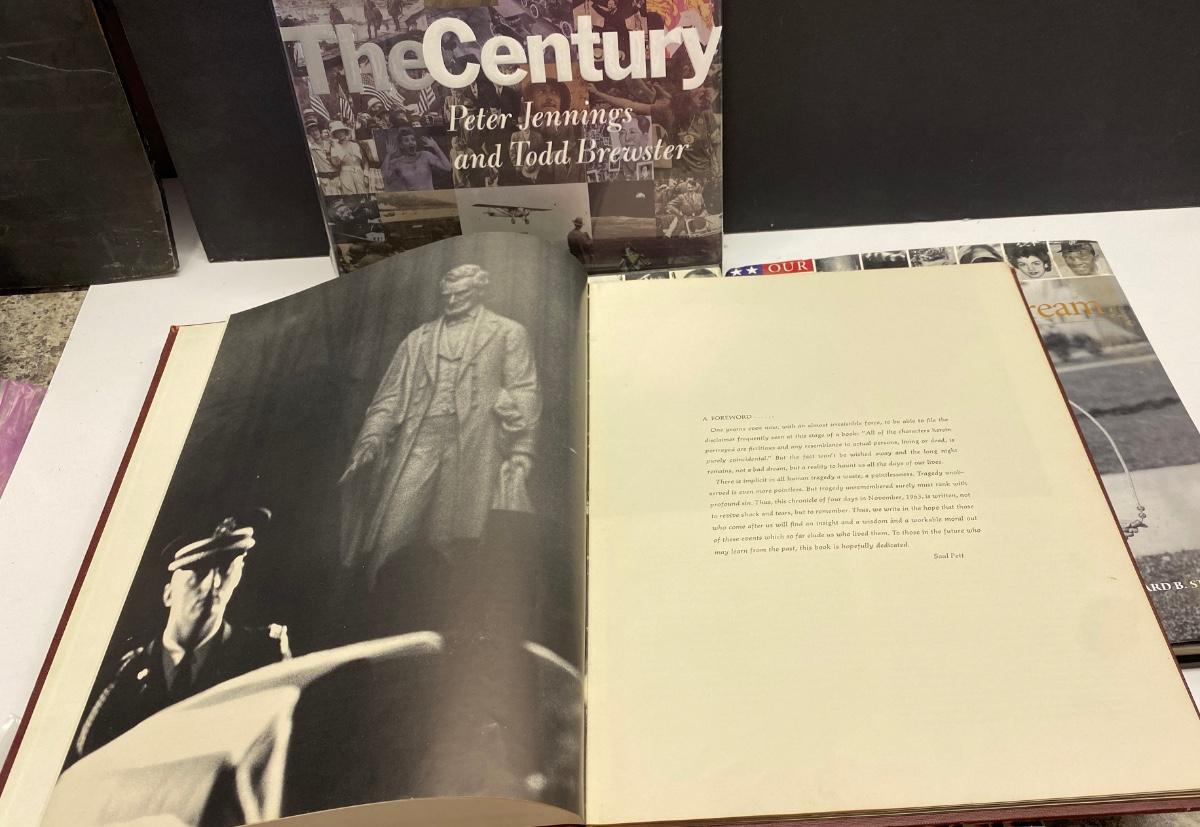 The Century
Peter Jennings
and Todd Brewster
OUR
ream
ARD B. ST
A FOREWORD ······
One yearns even now, with an almost irresistible force, to be able to file the
disclaimer frequently seen at this stage of a book: "All of the characters herein
portrayed are fictitious and any resemblance to actual persons, living or dead, is
purely coincidental." But the fact won't be wished away and the long night
remains, not a bad dream, but a reality to haunt us all the days of our lives.
There is implicit in all human tragedy a waste, a pointlessness. Tragedy unob-
served is even more pointless. But tragedy unremembered surely must rank with
profound sin. Thus, this chronicle of four days in November, 1963, is written, not
to revive shock and tears, but to remember. Thus, we write in the hope that those
who come after us will find an insight and a wisdom and a workable moral out
of these events which so far elude us who lived them. To those in the future who
may learn from the past, this book is hopefully dedicated.
Saul Pett